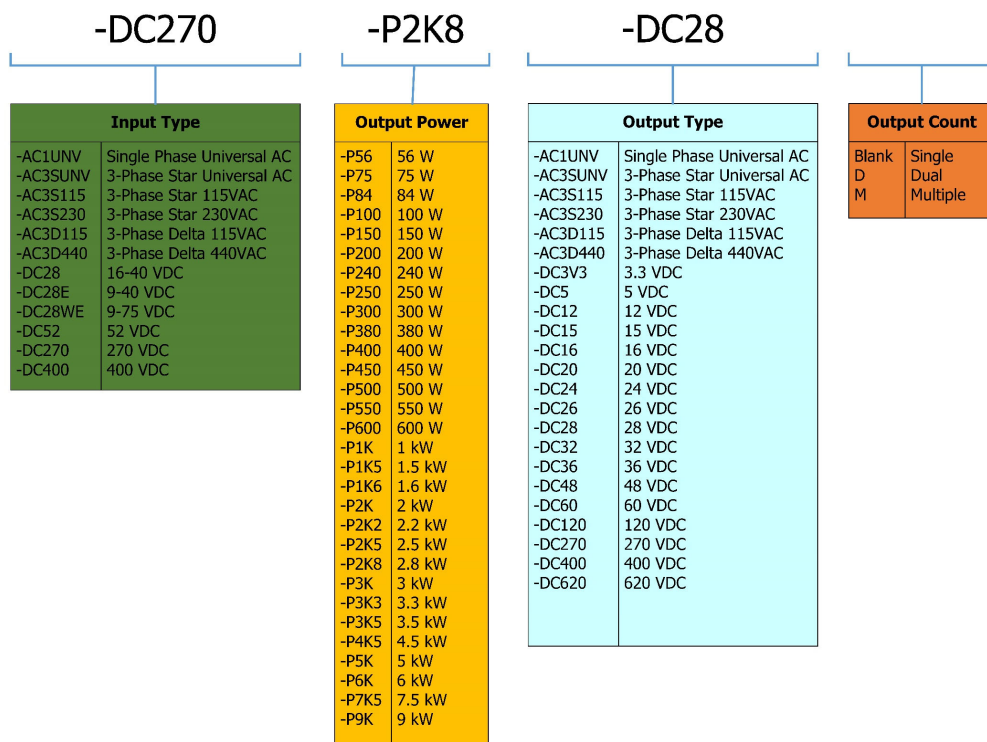 -DC270 -P2K8 -DC28
Input Type
-AC1UNV Single Phase Universal AC
-AC3SUNV 3-Phase Star Universal AC
-AC3S115 3-Phase Star 115VAC
-AC3S230 3-Phase Star 230VAC
-AC3D115 3-Phase Delta 115VAC
-AC3D440 3-Phase Delta 440VAC
-DC28 16-40 VDC
-DC28E 9-40 VDC
-DC28WE 9-75 VDC
-DC52 52 VDC
-DC270 270 VDC
-DC400 400 VDC
Output Power
-P56 56 W
-P75 75 W
-P84 84 W
-P100 100 W
-P150 150 W
-P200 200 W
-P240 240 W
-P250 250 W
-P300 300 W
-P380 380 W
-P400 400 W
-P450 450 W
-P500 500 W
-P550 550 W
-P600 600 W
-P1K 1 kW
-P1K5 1.5 kW
-P1K6 1.6 kW
-P2K 2 kW
-P2K2 2.2 kW
-P2K5 2.5 kW
-P2K8 2.8 kW
-P3K 3 kW
-P3K3 3.3 kW
-P3K5 3.5 kW
-P4K5 4.5 kW
-P5K 5 kW
-P6K 6 kW
-P7K5 7.5 kW
-P9K 9 kW
Output Type
-AC1UNV Single Phase Universal AC
-AC3SUNV 3-Phase Star Universal AC
-AC3S115 3-Phase Star 115VAC
-AC3S230 3-Phase Star 230VAC
-AC3D115 3-Phase Delta 115VAC
-AC3D440 3-Phase Delta 440VAC
-DC3V3 3.3 VDC
-DC5 5 VDC
-DC12 12 VDC
-DC15 15 VDC
-DC16 16 VDC
-DC20 20 VDC
-DC24 24 VDC
-DC26 26 VDC
-DC28 28 VDC
-DC32 32 VDC
-DC36 36 VDC
-DC48 48 VDC
-DC60 60 VDC
-DC120 120 VDC
-DC270 270 VDC
-DC400 400 VDC
-DC620 620 VDC
Output Count
Blank Single
D Dual
M Multiple